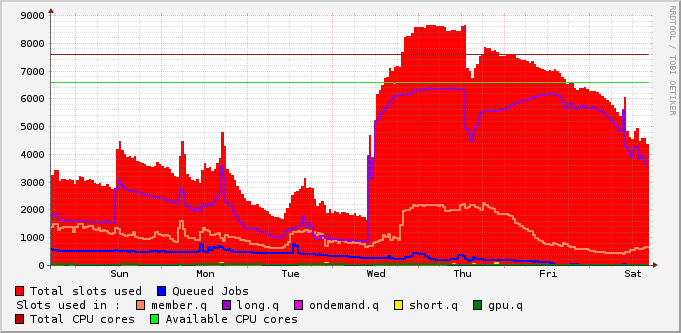 RRDTOOL / TOBI OETIKER
9000
8000
7000
6000
5000
4000
3000
2000
1000
0
Sun Mon Tue Wed Thu Fri Sat
Total slots used Queued Jobs
Slots used in : member.q long.q ondemand.q short.q gpu.q
Total CPU cores Available CPU cores